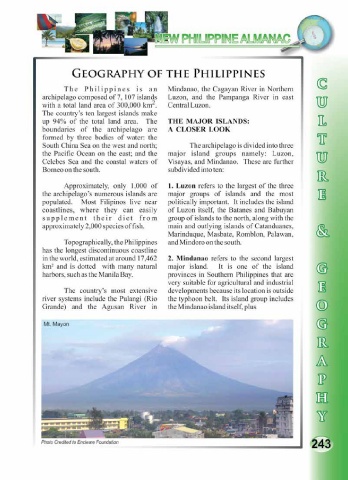 NEW PHILIPPINE ALMANAC
GEOGRAPHY OF THE PHILIPPINES
The Philippines is an
archipelago composed of 7, 107 islands
with a total land area of 300,000 km².
The country's ten largest islands make
up 94% of the total land area. The
boundaries of the archipelago are
formed by three bodies of water: the
South China Sea on the west and north;
the Pacific Ocean on the east; and the
Celebes Sea and the coastal waters of
Borneo on the south.
Approximately, only 1,000 of
the archipelago's numerous islands are
populated. Most Filipinos live near
coastlines, where they can easily
supplement their diet from
approximately 2,000 species of fish.
Topographically, the Philippines
has the longest discontinuous coastline
in the world, estimated at around 17,462
km² and is dotted with many natural
harbors, such as the Manila Bay.
The country's most extensive
river systems include the Pulangi (Rio
Grande) and the Agusan River in
Mindanao, the Cagayan River in Northern
Luzon, and the Pampanga River in east
Central Luzon.
THE MAJOR ISLANDS:
A CLOSER LOOK
The archipelago is divided into three
major island groups namely: Luzon,
Visayas, and Mindanao. These are further
subdivided into ten:
1. Luzon refers to the largest of the three
major groups of islands and the most
politically important. It includes the island
of Luzon itself, the Batanes and Babuyan
group of islands to the north, along with the
main and outlying islands of Catanduanes,
Marinduque, Masbate, Romblon, Palawan,
and Mindoro on the south.
2. Mindanao refers to the second largest
major island. It is one of the island
provinces in Southern Philippines that are
very suitable for agricultural and industrial
developments because its location is outside
the typhoon belt. Its island group includes
the Mindanao island itself, plus
Mt. Mayon
Photo Credited to Enciseno Foundation
CULTURE & GEOGRAPHY
243